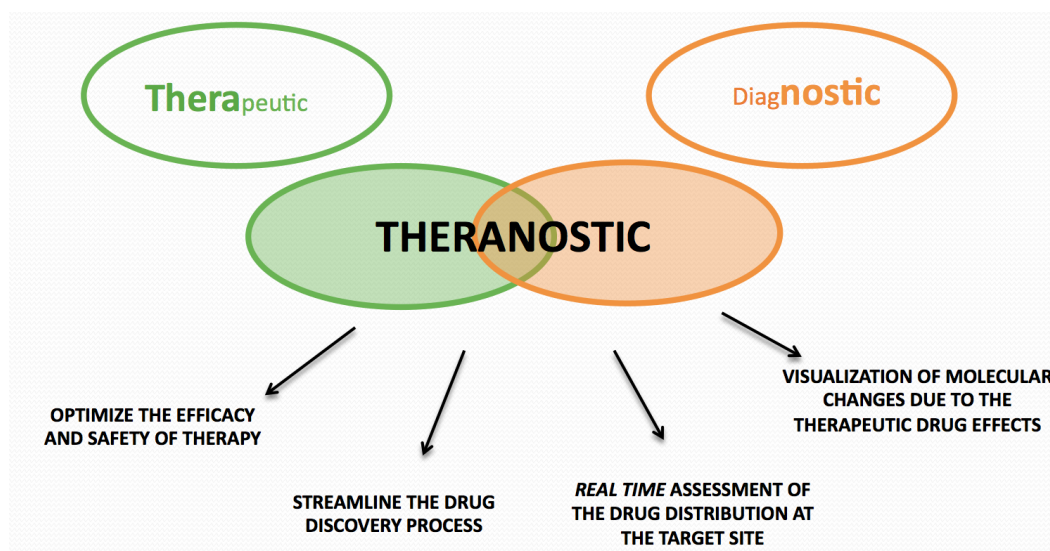 Therapeutic
Diagnostic
THERANOSTIC
OPTIMIZE THE EFFICACY
AND SAFETY OF THERAPY
STREAMLINE THE DRUG
DISCOVERY PROCESS
REAL TIME ASSESSMENT OF
THE DRUG DISTRIBUTION AT
THE TARGET SITE
VISUALIZATION OF MOLECULAR
CHANGES DUE TO THE
THERAPEUTIC DRUG EFFECTS